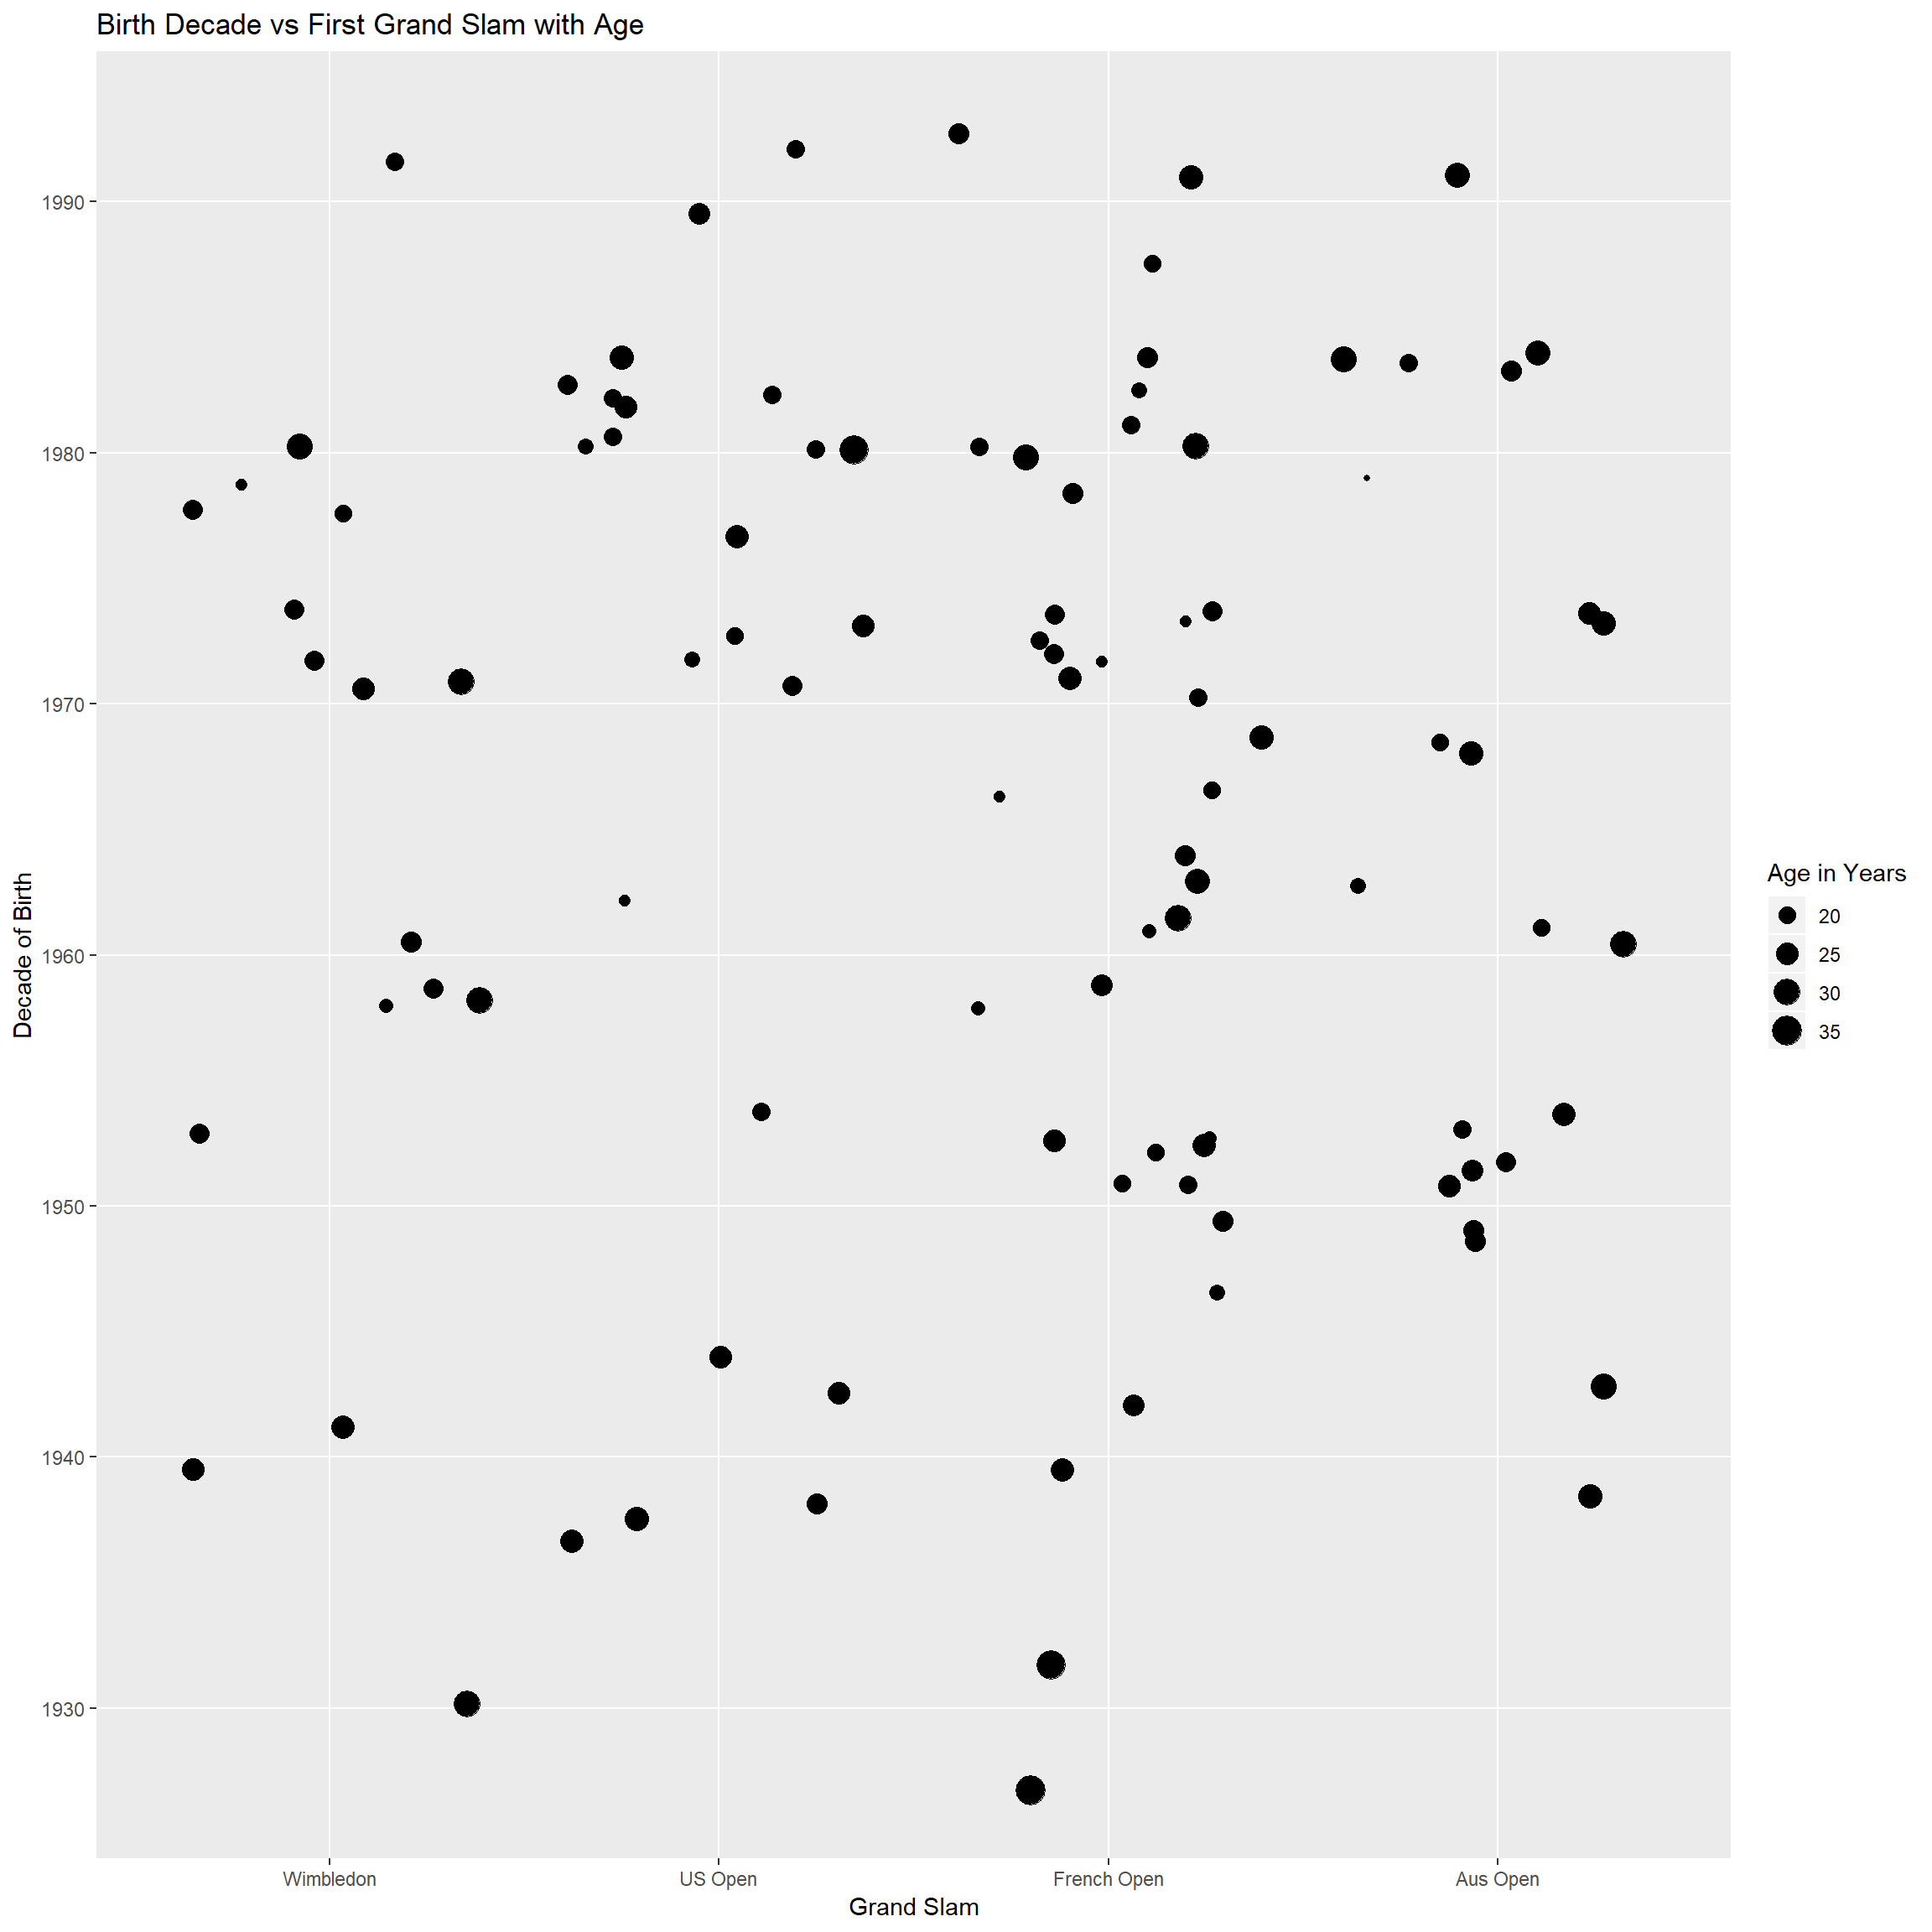 Birth Decade vs First Grand Slam with Age
1990
1980
1970
1960
1950
1940
1930
Decade of Birth
Wimbledon
US Open
French Open
Aus Open
Grand Slam
Age in Years
20
25
30
35